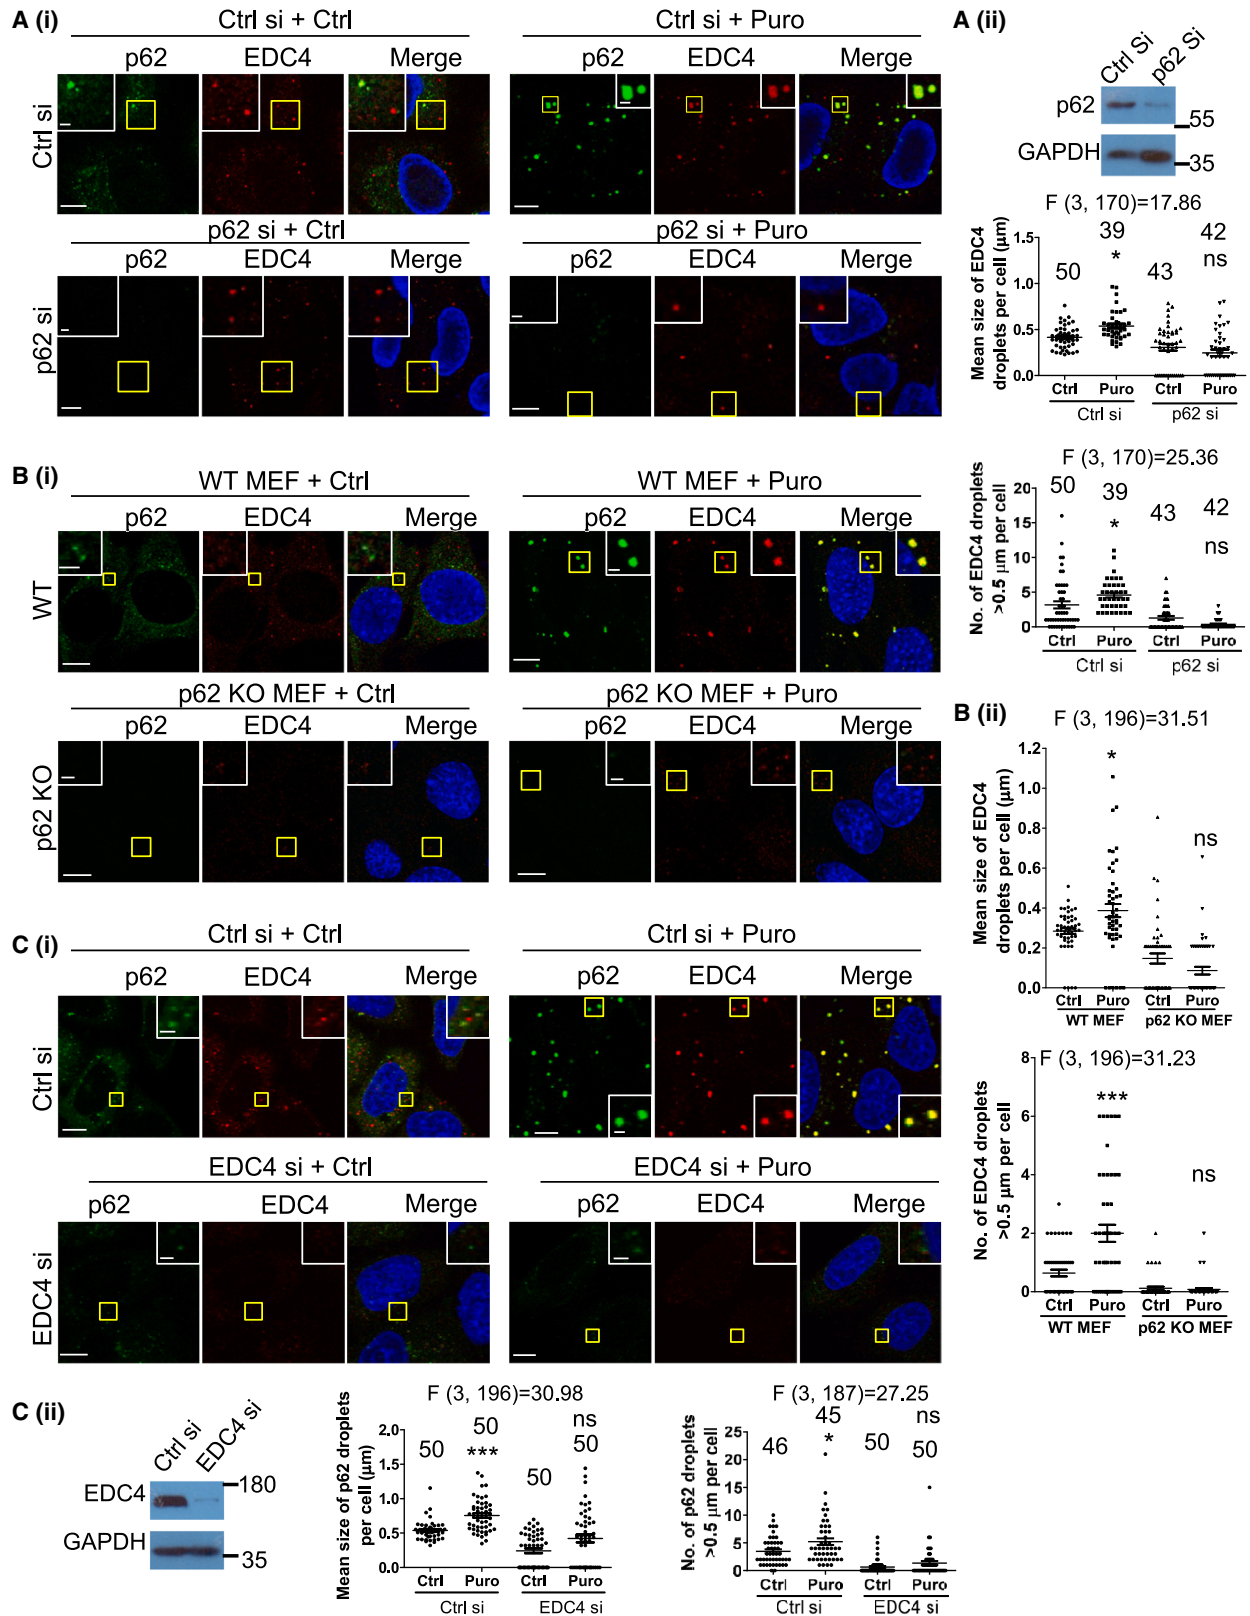 A (i)
Ctrl si + Ctrl
Ctrl si + Puro
p62 EDC4 Merge
p62 EDC4 Merge
Ctrl si
p62 si + Ctrl
p62 si + Puro
p62 EDC4 Merge
p62 EDC4 Merge
p62 si
A (ii)
Ctrl Si p62 Si
p62
55
GAPDH
35
F (3, 170)=17.86
Mean size of EDC4
droplets per cell (µm)
1.5
1.0
0.5
0.0
50 39 43 42
* ns
Ctrl Puro Ctrl Puro
Ctrl si p62 si
F (3, 170)=25.36
No. of EDC4 droplets
>0.5 µm per cell
20
15
10
5
0
50 39 43 42
* ns
Ctrl Puro Ctrl Puro
Ctrl si p62 si
B (i)
WT MEF + Ctrl
WT MEF + Puro
p62 EDC4 Merge
p62 EDC4 Merge
WT
p62 KO MEF + Ctrl
p62 KO MEF + Puro
p62 EDC4 Merge
p62 EDC4 Merge
p62 KO
B (ii)
F (3, 196)=31.51
Mean size of EDC4
droplets per cell (µm)
1.2
1.0
0.8
0.6
0.4
0.2
0.0
* ns
Ctrl Puro Ctrl Puro
WT MEF p62 KO MEF
F (3, 196)=31.23
No. of EDC4 droplets
>0.5 µm per cell
8
6
4
2
0
*** ns
Ctrl Puro Ctrl Puro
WT MEF p62 KO MEF
C (i)
Ctrl si + Ctrl
Ctrl si + Puro
p62 EDC4 Merge
p62 EDC4 Merge
Ctrl si
EDC4 si + Ctrl
EDC4 si + Puro
p62 EDC4 Merge
p62 EDC4 Merge
EDC4 si
C (ii)
Ctrl si EDC4 si
EDC4
180
GAPDH
35
F (3, 196)=30.98
Mean size of p62 droplets
per cell (µm)
2.0
1.5
1.0
0.5
0.0
50 50 50 50
*** ns
Ctrl Puro Ctrl Puro
Ctrl si EDC4 si
F (3, 187)=27.25
No. of p62 droplets
>0.5 µm per cell
25
20
15
10
5
0
46 45 50 50
* ns
Ctrl Puro Ctrl Puro
Ctrl si EDC4 si